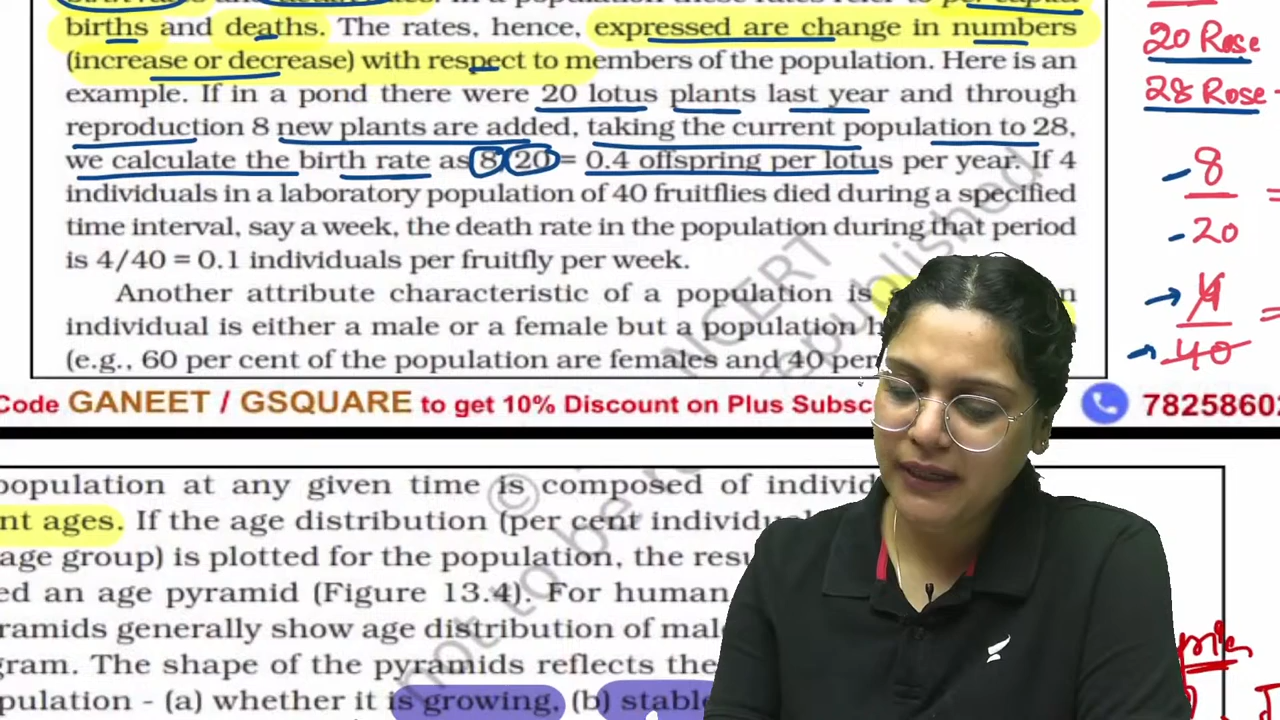 births and deaths. The rates, hence, expressed are change in numbers
(increase or decrease) with respect to members of the population. Here is an
example. If in a pond there were 20 lotus plants last year and through
reproduction 8 new plants are added, taking the current population to 28,
we calculate the birth rate as 8/20 = 0.4 offspring per lotus per year. If 4
individuals in a laboratory population of 40 fruitflies died during a specified
time interval, say a week, the death rate in the population during that period
is 4/40 = 0.1 individuals per fruitfly per week.
Another attribute characteristic of a population is
individual is either a male or a female but a population
(e.g., 60 per cent of the population are females and 40 per
20 Rose
28 Rose
8
20
4
40
Code GANEET / GSQUARE to get 10% Discount on Plus Subsc
7825860
population at any given time is composed of individ
nt ages. If the age distribution (per cent individu
age group) is plotted for the population, the resu
ed an age pyramid (Figure 13.4). For human
ramids generally show age distribution of mal
gram. The shape of the pyramids reflects the
pulation - (a) whether it is growing, (b) stable
© NCERT
not to be republished